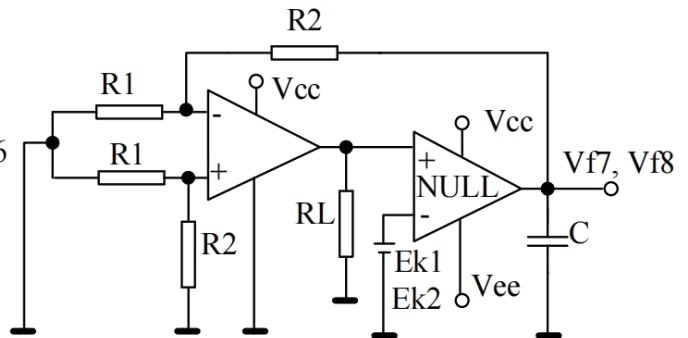 R2
R1
Vcc
-
Vcc
6
R1
+
+
NULL
-
Vf7, Vf8
RL
R2
C
Ek1
Ek2
Vee